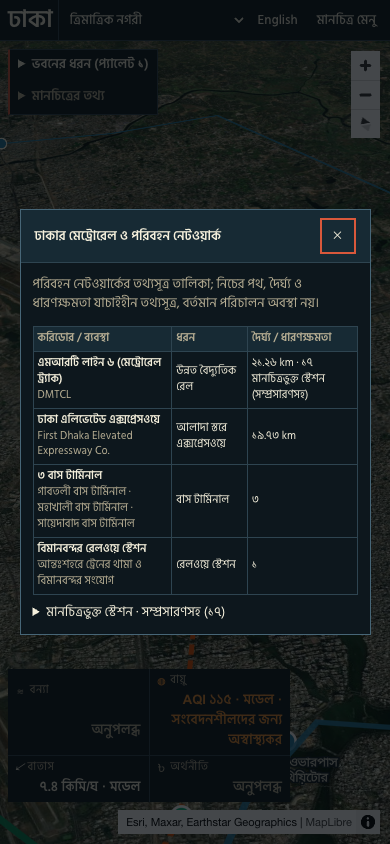 ঢাকা
ত্রিমাত্রিক নগরী
English
মানচিত্র মেনু
▶ ভবনের ধরন (প্যালেট ১)
▶ মানচিত্রের তথ্য
ঢাকার মেট্রোরেল ও পরিবহন নেটওয়ার্ক
×
পরিবহন নেটওয়ার্কের তথ্যসূত্র তালিকা; নিচের পথ, দৈর্ঘ্য ও
ধারণক্ষমতা যাচাইহীন তথ্যসূত্র, বর্তমান পরিচালন অবস্থা নয়।
করিডোর / ব্যবস্থা
ধরন
দৈর্ঘ্য / ধারণক্ষমতা
এমআরটি লাইন ৬ (মেট্রোরেল
ট্র্যাক)
DMTCL
উন্নত বৈদ্যুতিক
রেল
২১.২৬ km · ১৭
মানচিত্রভুক্ত স্টেশন
(সম্প্রসারণসহ)
ঢাকা এলিভেটেড এক্সপ্রেসওয়ে
First Dhaka Elevated
Expressway Co.
আলাদা স্তরে
এক্সপ্রেসওয়ে
১৯.৭৩ km
৩ বাস টার্মিনাল
গাবতলী বাস টার্মিনাল ·
মহাখালী বাস টার্মিনাল ·
সায়েদাবাদ বাস টার্মিনাল
বাস টার্মিনাল
৩
বিমানবন্দর রেলওয়ে স্টেশন
আন্তঃশহরে ট্রেনের থামা ও
বিমানবন্দর সংযোগ
রেলওয়ে স্টেশন
১
▶ মানচিত্রভুক্ত স্টেশন · সম্প্রসারণসহ (১৭)
বন্যা
অনুপলব্ধ
বায়ু
AQI ১১৫ · মডেল ·
সংবেদনশীলদের জন্য
অস্বাস্থ্যকর
বাতাস
৭.৪ কিমি/ঘ · মডেল
অর্থনীতি
অনুপলব্ধ
Esri, Maxar, Earthstar Geographics | MapLibre